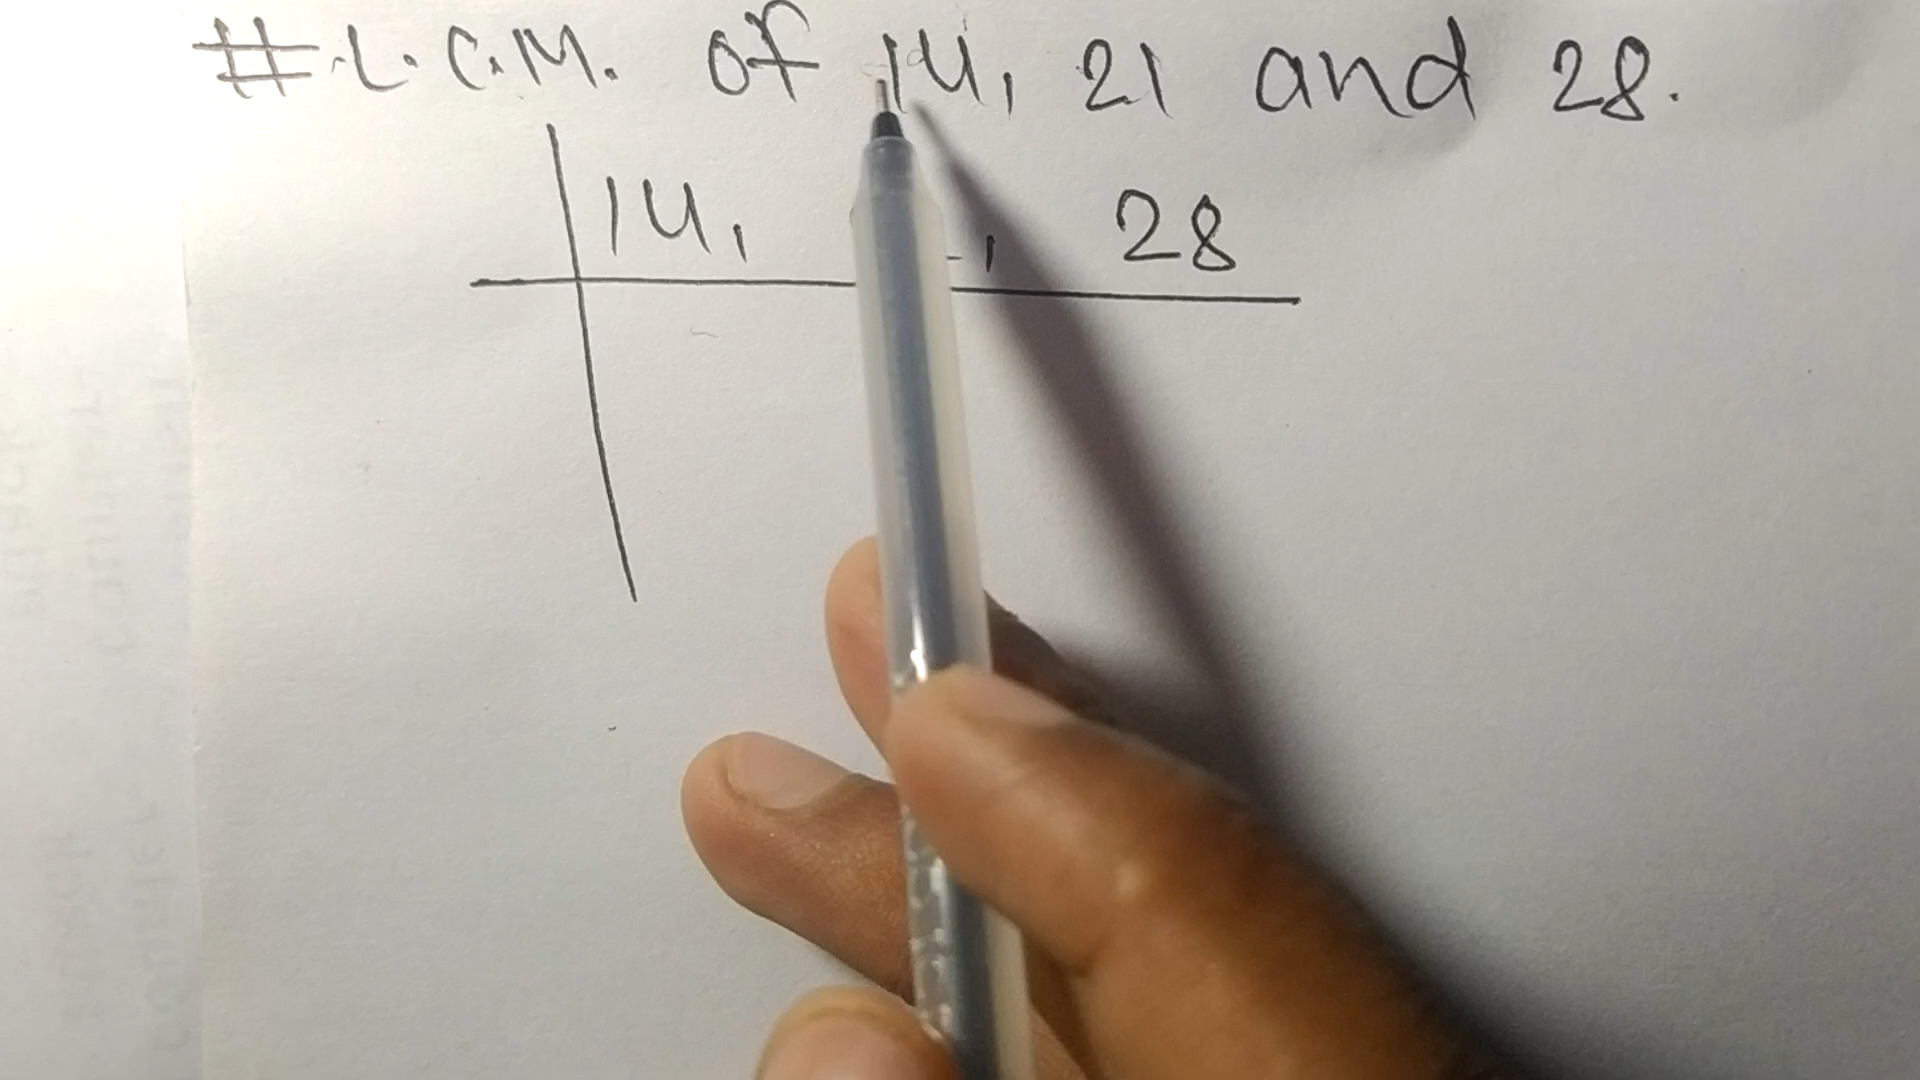 # L.C.M. of 14, 21 and 28.
14, , 28